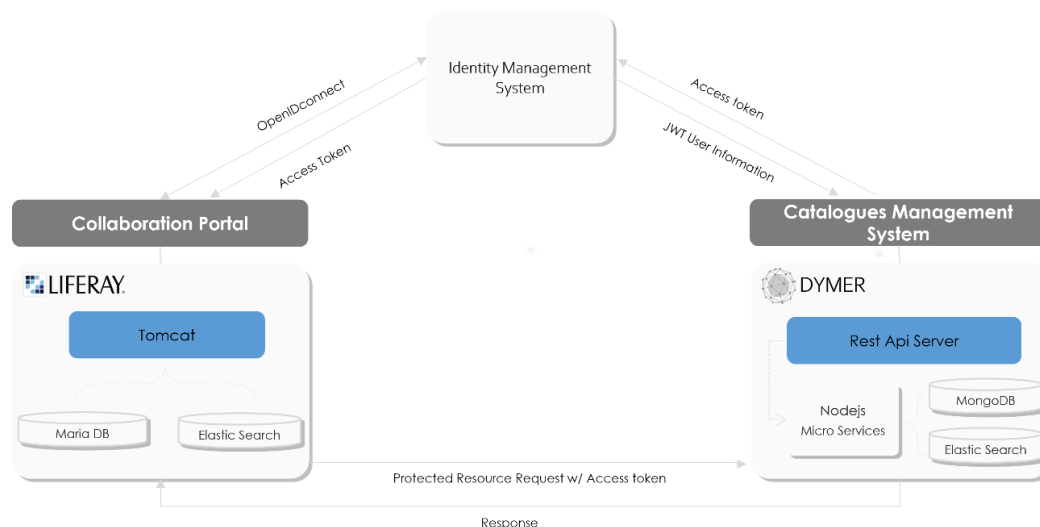 Identity Management
System
OpenIDconnect
Access Token
Access token
JWT User Information
Collaboration Portal
Catalogues Management
System
LIFERAY.
DYMER
Tomcat
Rest Api Server
Maria DB
Elastic Search
Nodejs
Micro Services
MongoDB
Elastic Search
Protected Resource Request w/ Access token
Response